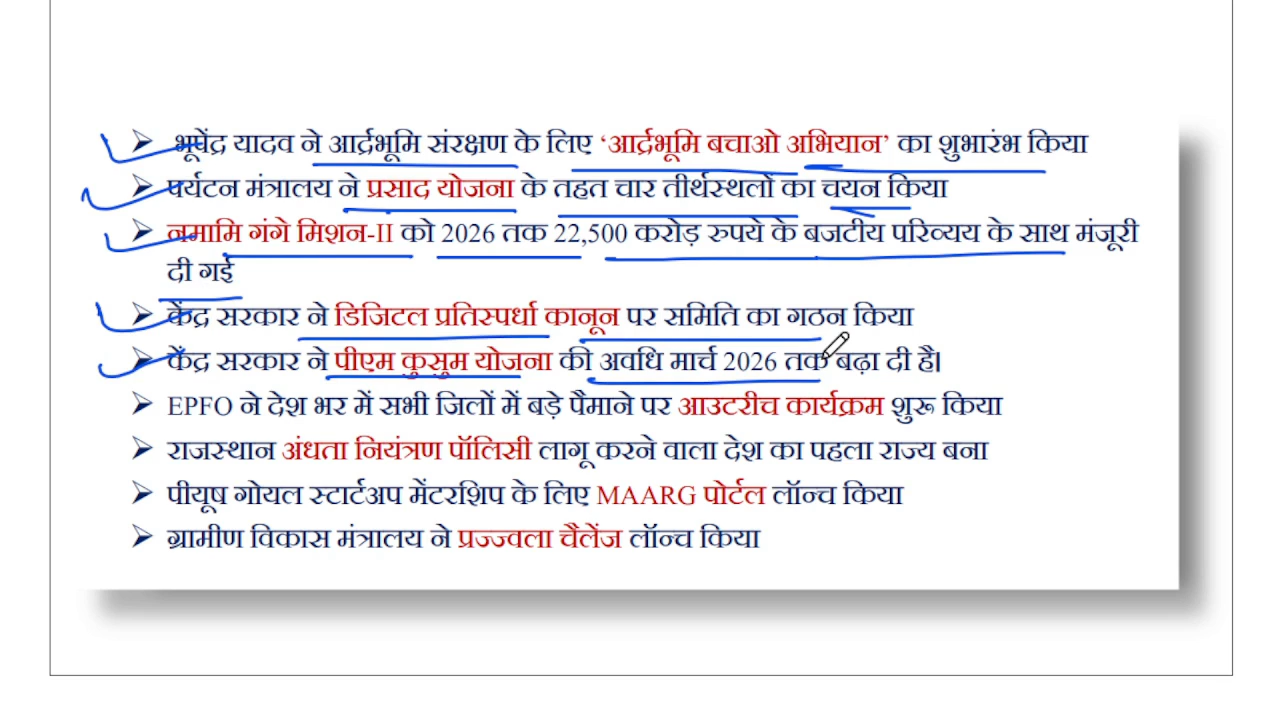 ➢ भूपेंद्र यादव ने आर्द्रभूमि संरक्षण के लिए ‘आर्द्रभूमि बचाओ अभियान’ का शुभारंभ किया
➢ पर्यटन मंत्रालय ने प्रसाद योजना के तहत चार तीर्थस्थलों का चयन किया
➢ नमामि गंगे मिशन-II को 2026 तक 22,500 करोड़ रुपये के बजटीय परिव्यय के साथ मंजूरी
दी गई
➢ केंद्र सरकार ने डिजिटल प्रतिस्पर्धा कानून पर समिति का गठन किया
➢ केंद्र सरकार ने पीएम कुसुम योजना की अवधि मार्च 2026 तक बढ़ा दी है।
➢ EPFO ने देश भर में सभी जिलों में बड़े पैमाने पर आउटरीच कार्यक्रम शुरू किया
➢ राजस्थान अंधता नियंत्रण पॉलिसी लागू करने वाला देश का पहला राज्य बना
➢ पीयूष गोयल स्टार्टअप मेंटरशिप के लिए MAARG पोर्टल लॉन्च किया
➢ ग्रामीण विकास मंत्रालय ने प्रज्ज्वला चैलेंज लॉन्च किया